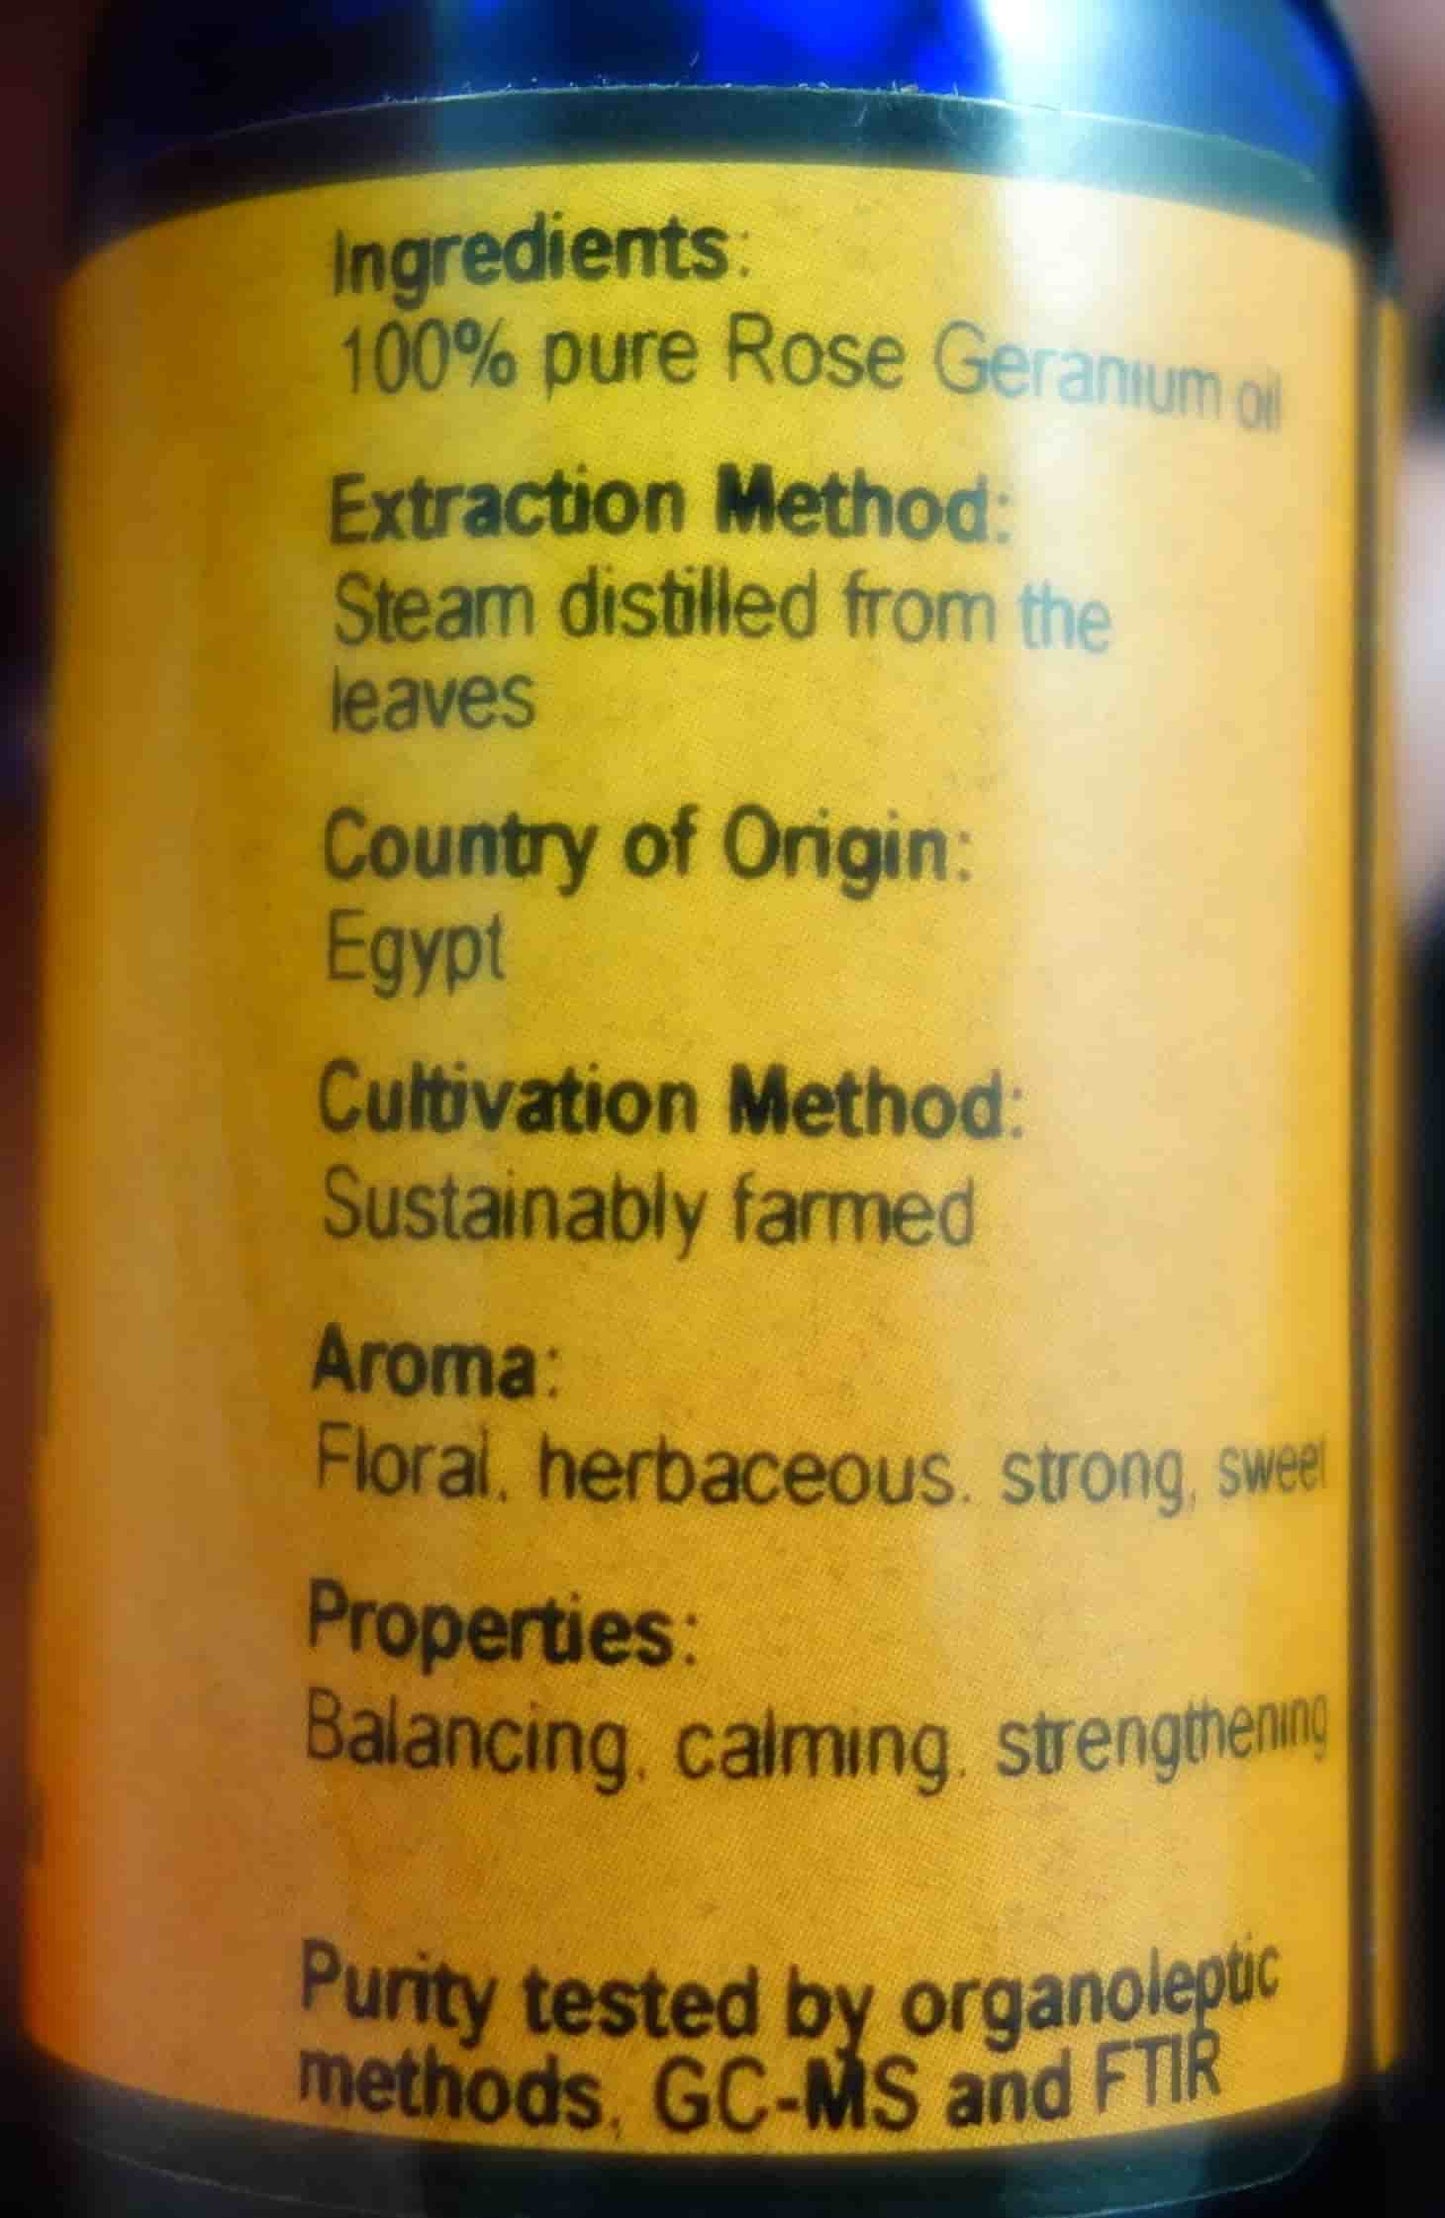 Ingredients:
100% pure Rose Geranium oil
Extraction Method:
Steam distilled from the
leaves
Country of Origin:
Egypt
Cultivation Method:
Sustainably farmed
Aroma:
Floral, herbaceous, strong, sweet
Properties:
Balancing, calming, strengthening
Purity tested by organoleptic
methods, GC-MS and FTIR